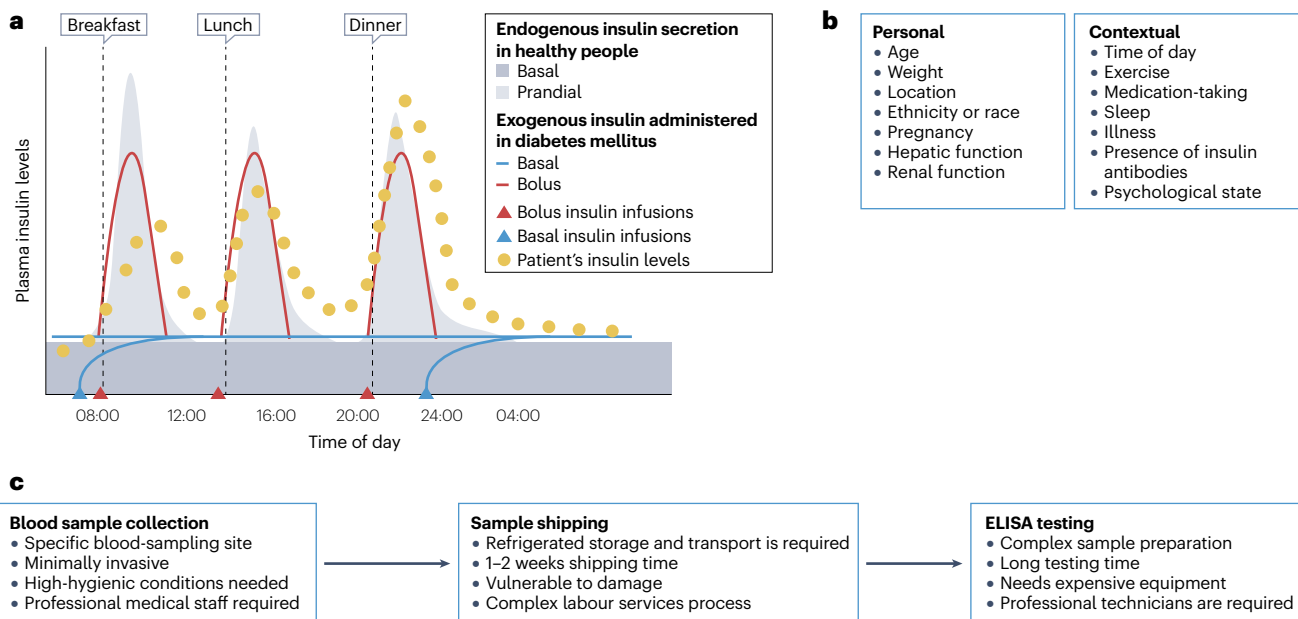 a
Breakfast
Lunch
Dinner
Plasma insulin levels
08:00
12:00
16:00
20:00
24:00
04:00
Time of day
Endogenous insulin secretion
in healthy people
Basal
Prandial
Exogenous insulin administered
in diabetes mellitus
Basal
Bolus
Bolus insulin infusions
Basal insulin infusions
Patient's insulin levels
b
Personal
• Age
• Weight
• Location
• Ethnicity or race
• Pregnancy
• Hepatic function
• Renal function
Contextual
• Time of day
• Exercise
• Medication-taking
• Sleep
• Illness
• Presence of insulin
antibodies
• Psychological state
c
Blood sample collection
• Specific blood-sampling site
• Minimally invasive
• High-hygienic conditions needed
• Professional medical staff required
Sample shipping
• Refrigerated storage and transport is required
• 1–2 weeks shipping time
• Vulnerable to damage
• Complex labour services process
ELISA testing
• Complex sample preparation
• Long testing time
• Needs expensive equipment
• Professional technicians are required